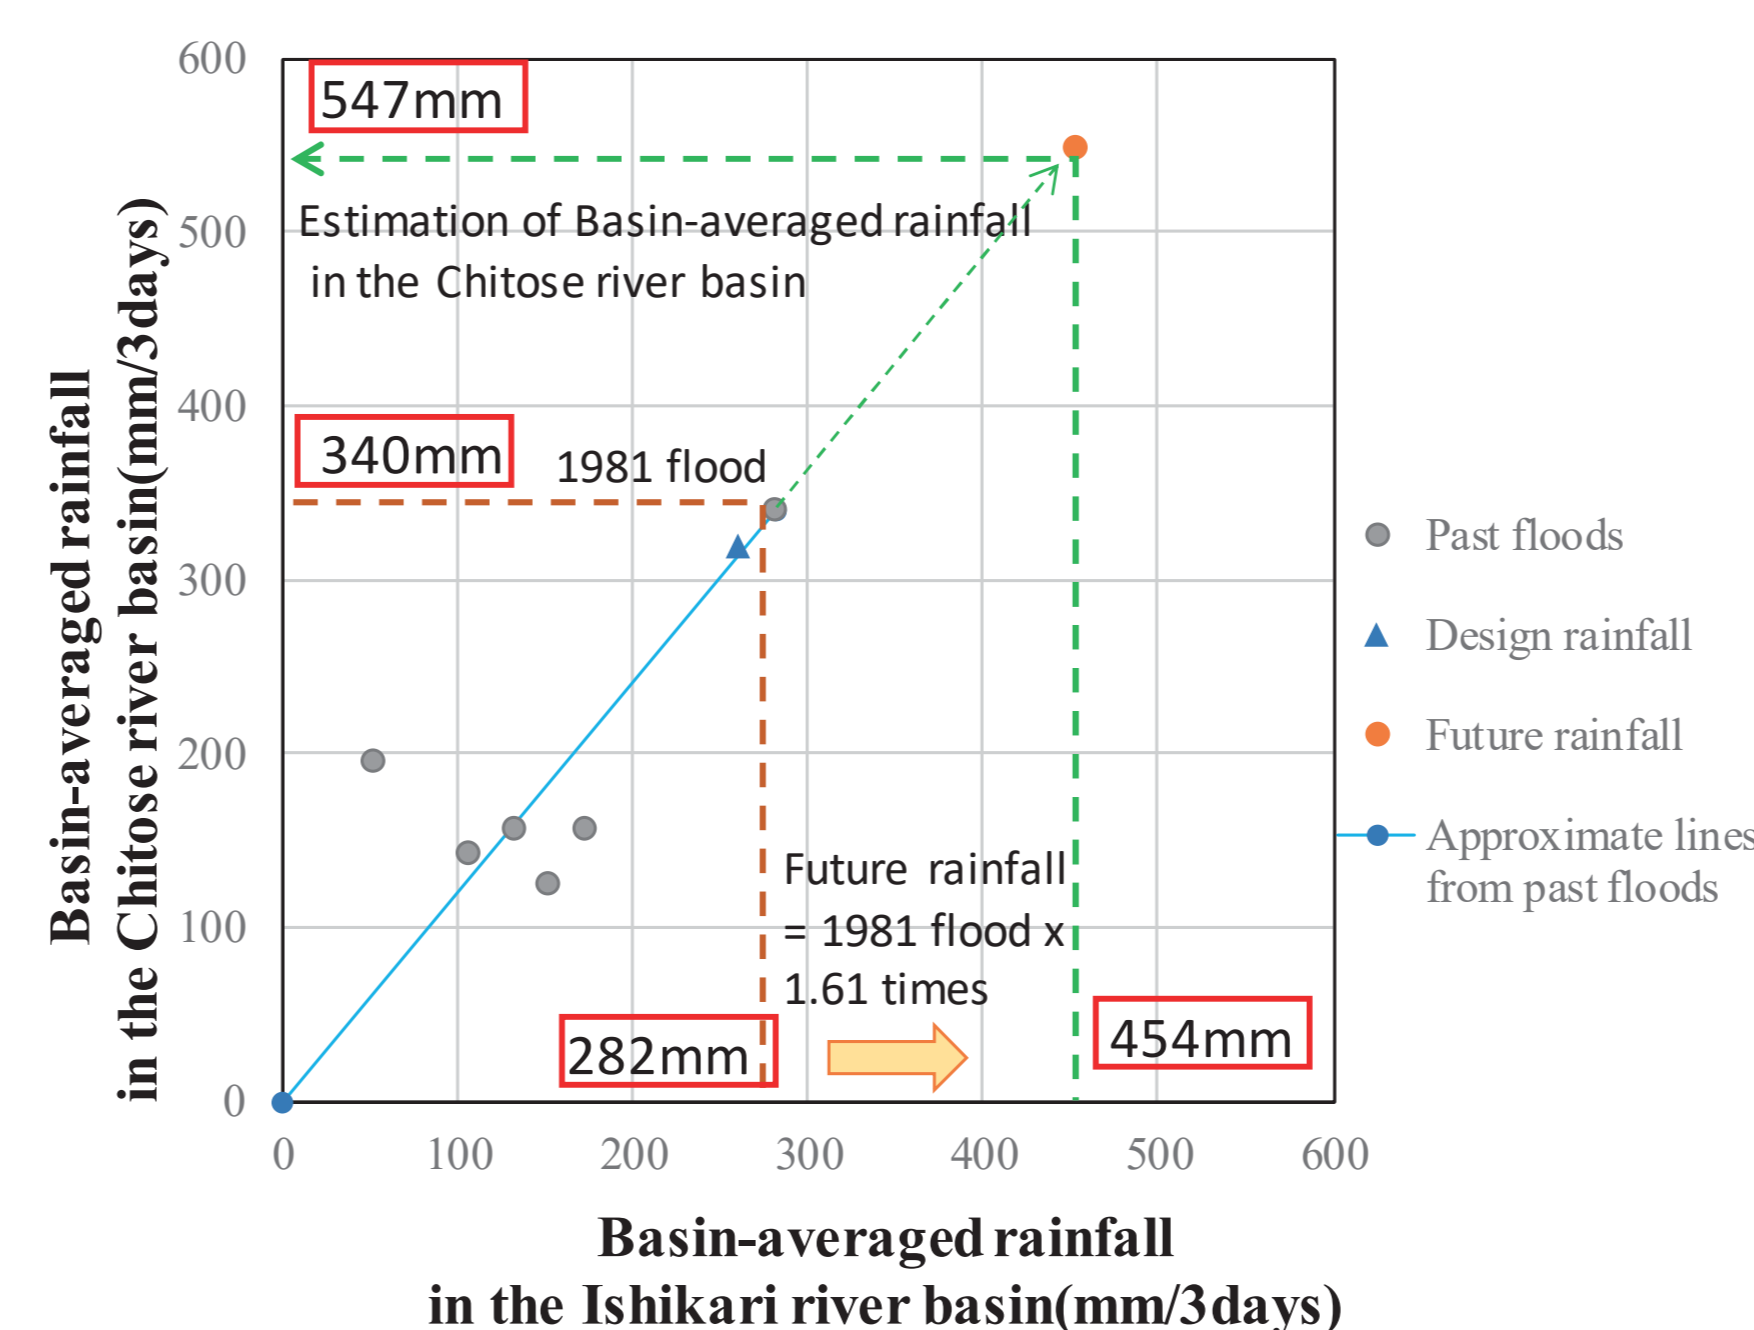 600
547mm
500
Estimation of Basin-averaged rainfall
in the Chitose river basin
400
340mm
1981 flood
300
200
100
0
Future rainfall
= 1981 flood x
1.61 times
282mm
454mm
0 100 200 300 400 500 600
Basin-averaged rainfall
in the Chitose river basin(mm/3days)
Basin-averaged rainfall
in the Ishikari river basin(mm/3days)
Past floods
Design rainfall
Future rainfall
Approximate lines
from past floods